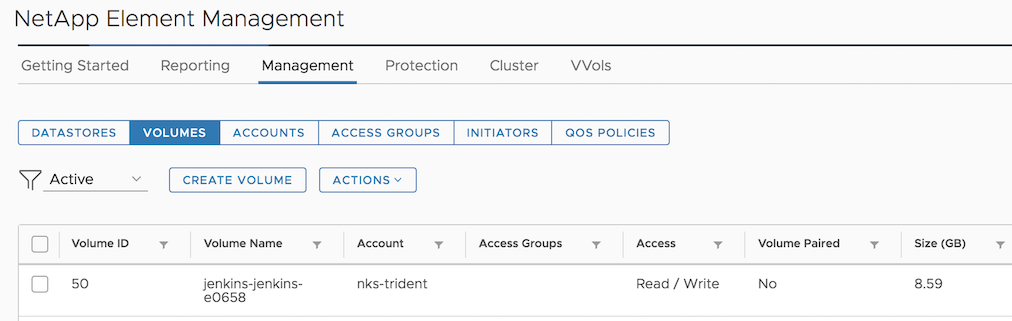 NetApp Element Management
Getting Started Reporting Management Protection Cluster VVols
DATASTORES VOLUMES ACCOUNTS ACCESS GROUPS INITIATORS QOS POLICIES
Active CREATE VOLUME ACTIONS
Volume ID Volume Name Account Access Groups Access Volume Paired Size (GB)
50 jenkins-jenkins- nks-trident Read / Write No 8.59
e0658